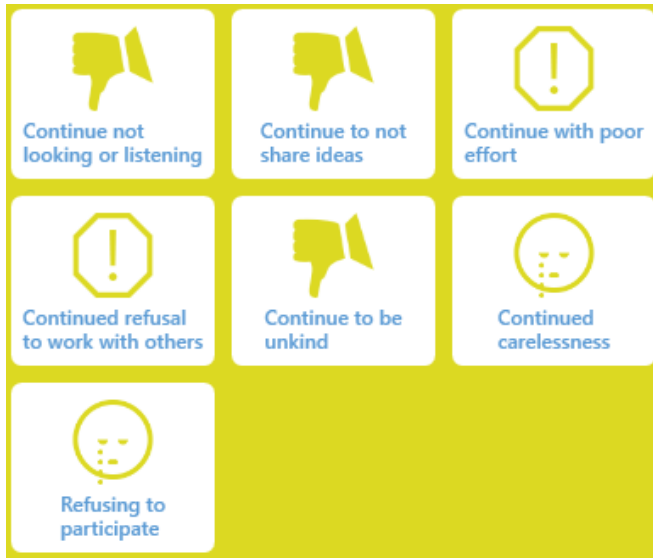 Continue not
looking or listening
Continue to not
share ideas
Continue with poor
effort
Continued refusal
to work with others
Continue to be
unkind
Continued
carelessness
Refusing to
participate